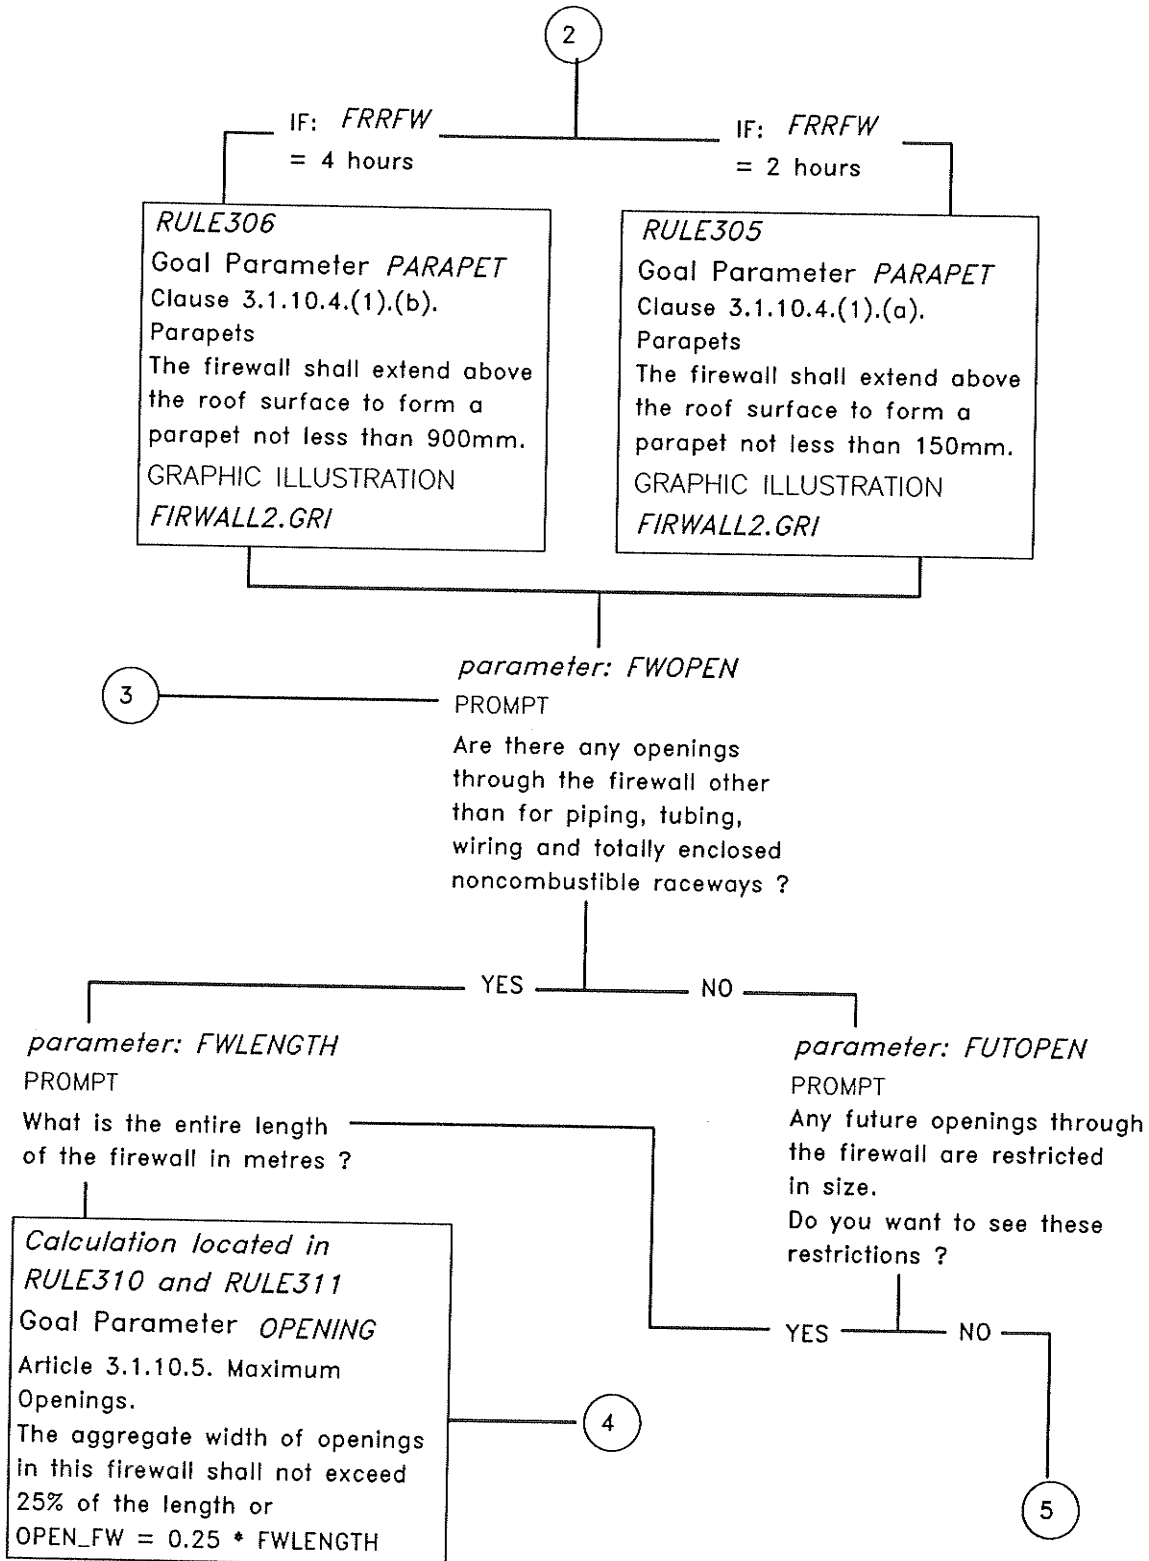 2
IF: FRRFW
= 4 hours
IF: FRRFW
= 2 hours
RULE306
Goal Parameter PARAPET
Clause 3.1.10.4.(1).(b).
Parapets
The firewall shall extend above
the roof surface to form a
parapet not less than 900mm.
GRAPHIC ILLUSTRATION
FIRWALL2.GRI
RULE305
Goal Parameter PARAPET
Clause 3.1.10.4.(1).(a).
Parapets
The firewall shall extend above
the roof surface to form a
parapet not less than 150mm.
GRAPHIC ILLUSTRATION
FIRWALL2.GRI
3
parameter: FWOPEN
PROMPT
Are there any openings
through the firewall other
than for piping, tubing,
wiring and totally enclosed
noncombustible raceways ?
YES
NO
parameter: FWLENGTH
PROMPT
What is the entire length
of the firewall in metres ?
parameter: FUTOPEN
PROMPT
Any future openings through
the firewall are restricted
in size.
Do you want to see these
restrictions ?
YES
NO
Calculation located in
RULE310 and RULE311
Goal Parameter OPENING
Article 3.1.10.5. Maximum
Openings.
The aggregate width of openings
in this firewall shall not exceed
25% of the length or
OPEN_FW = 0.25 * FWLENGTH
4
5